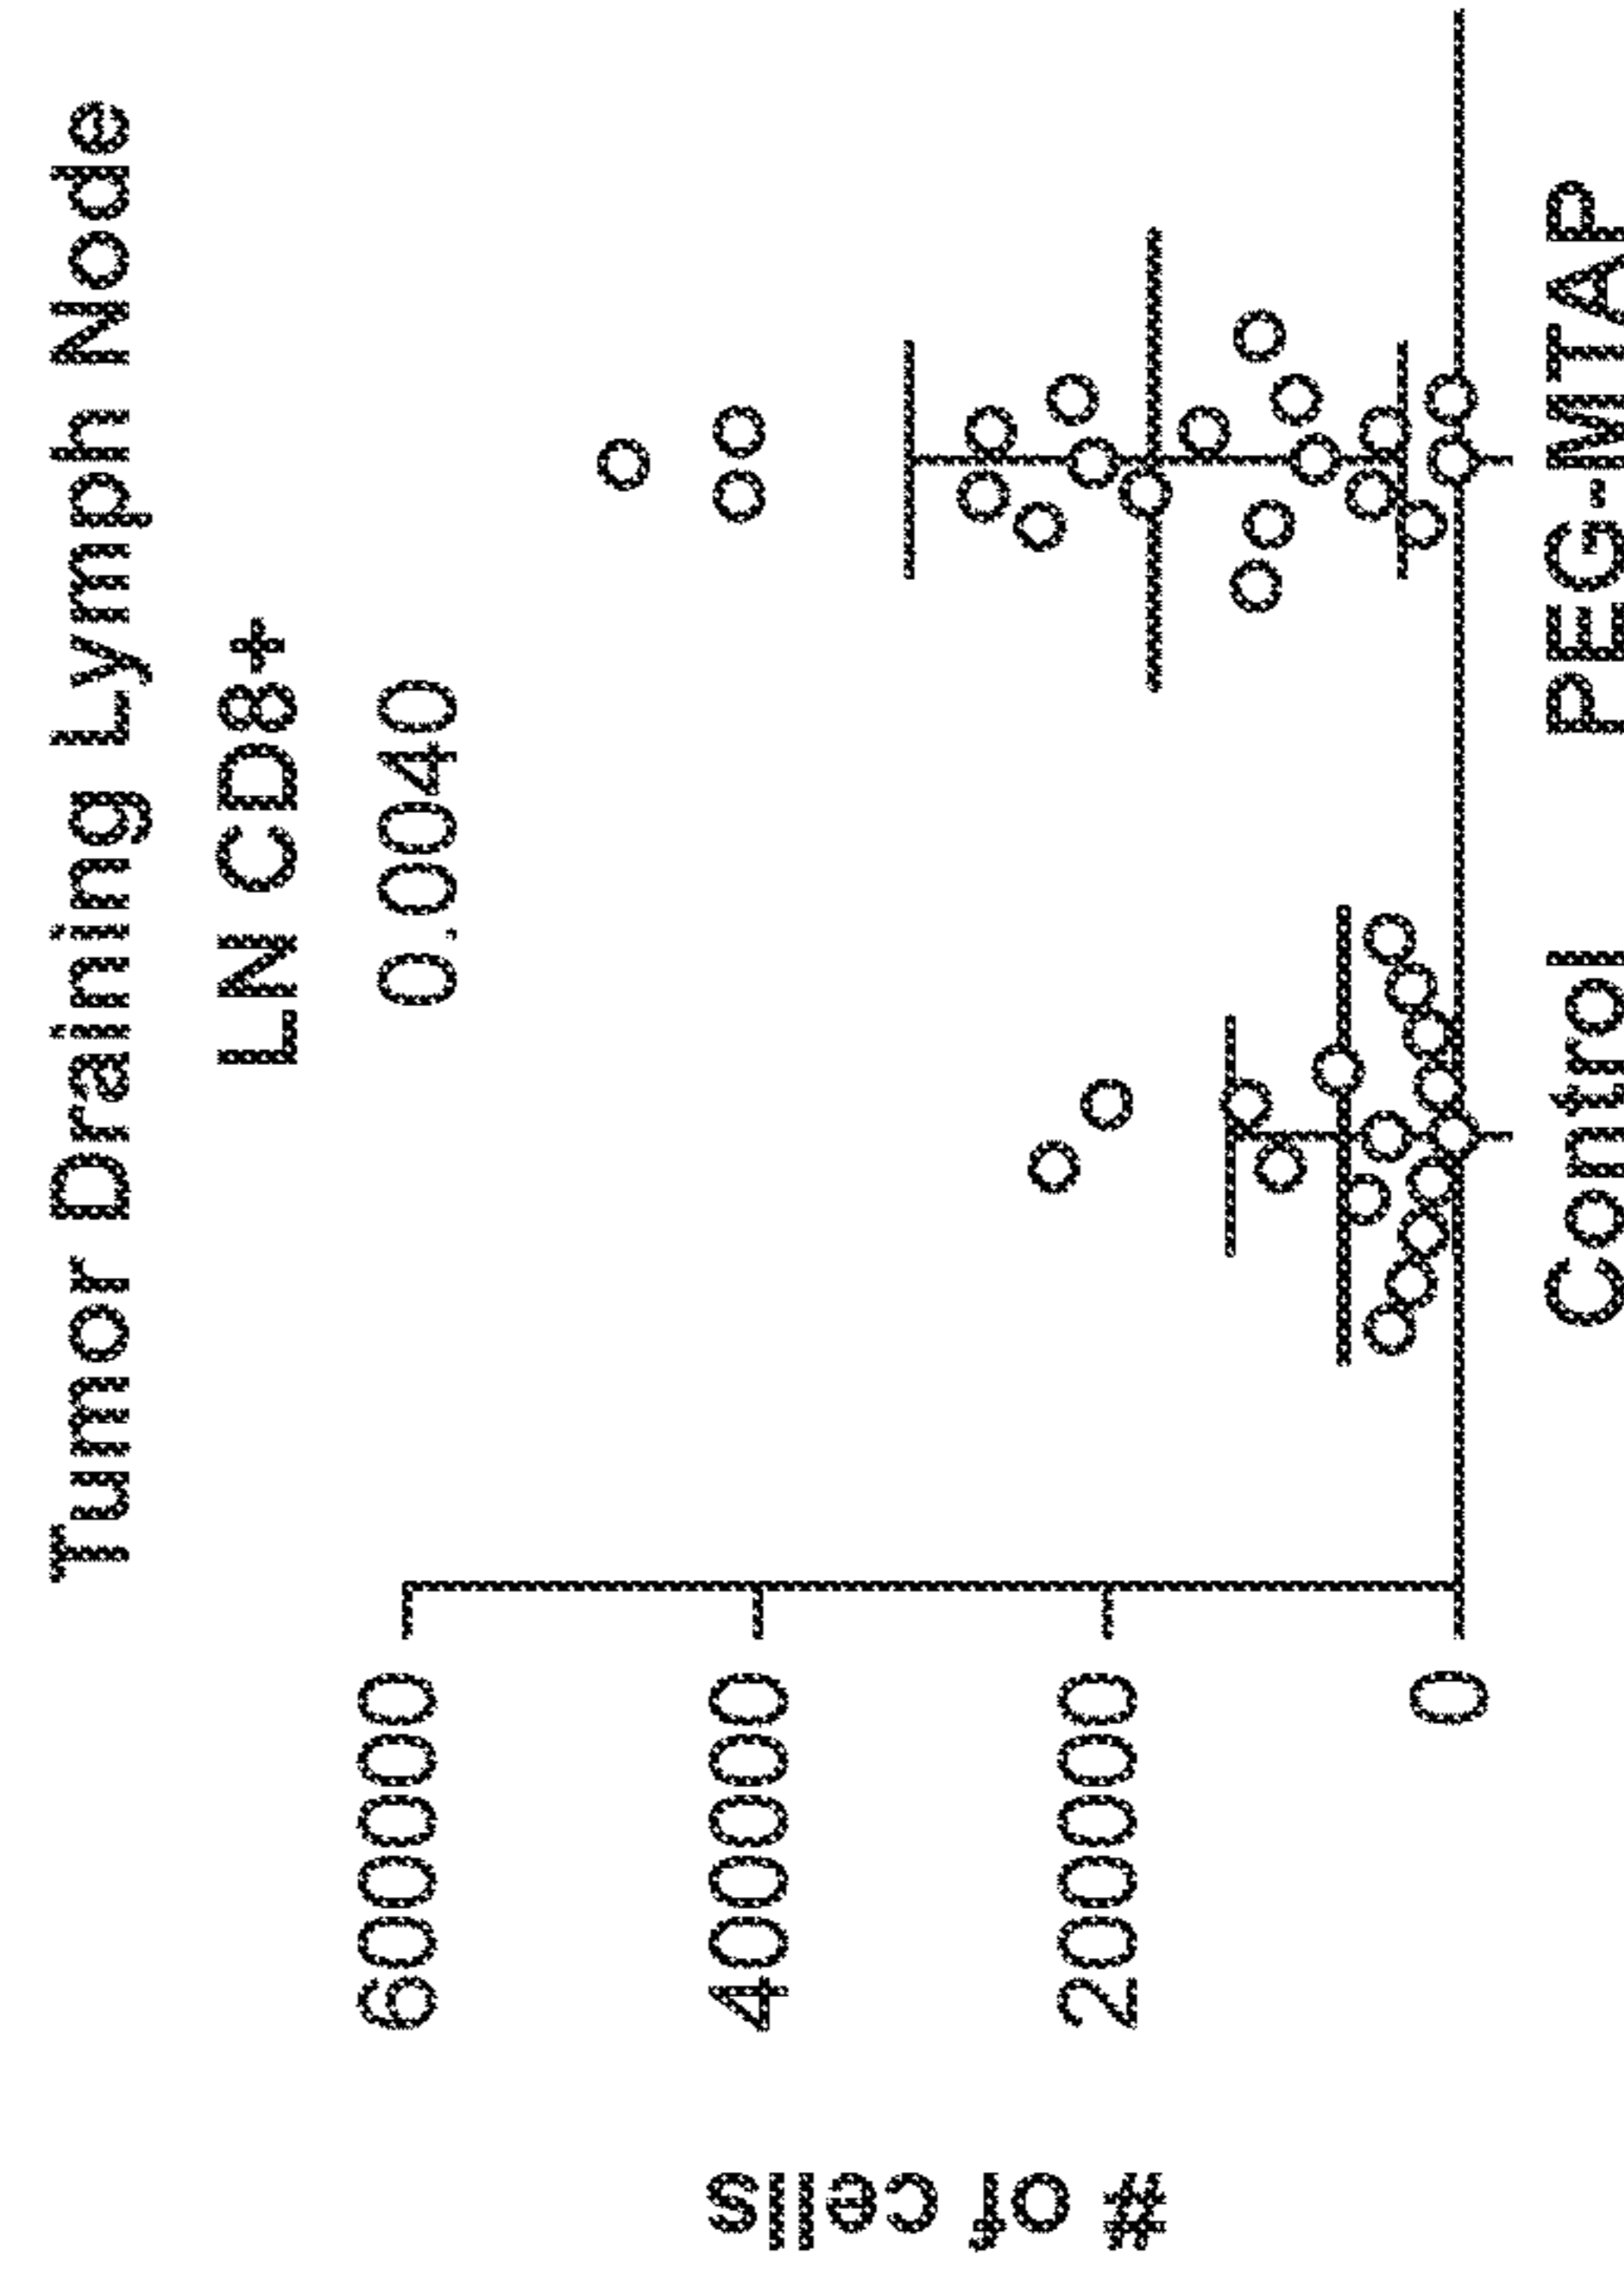 Tumor Draining Lymph Node
LN CD8+
0.0040
600000
400000
200000
0
# of cells
Control
PEG-MTAP